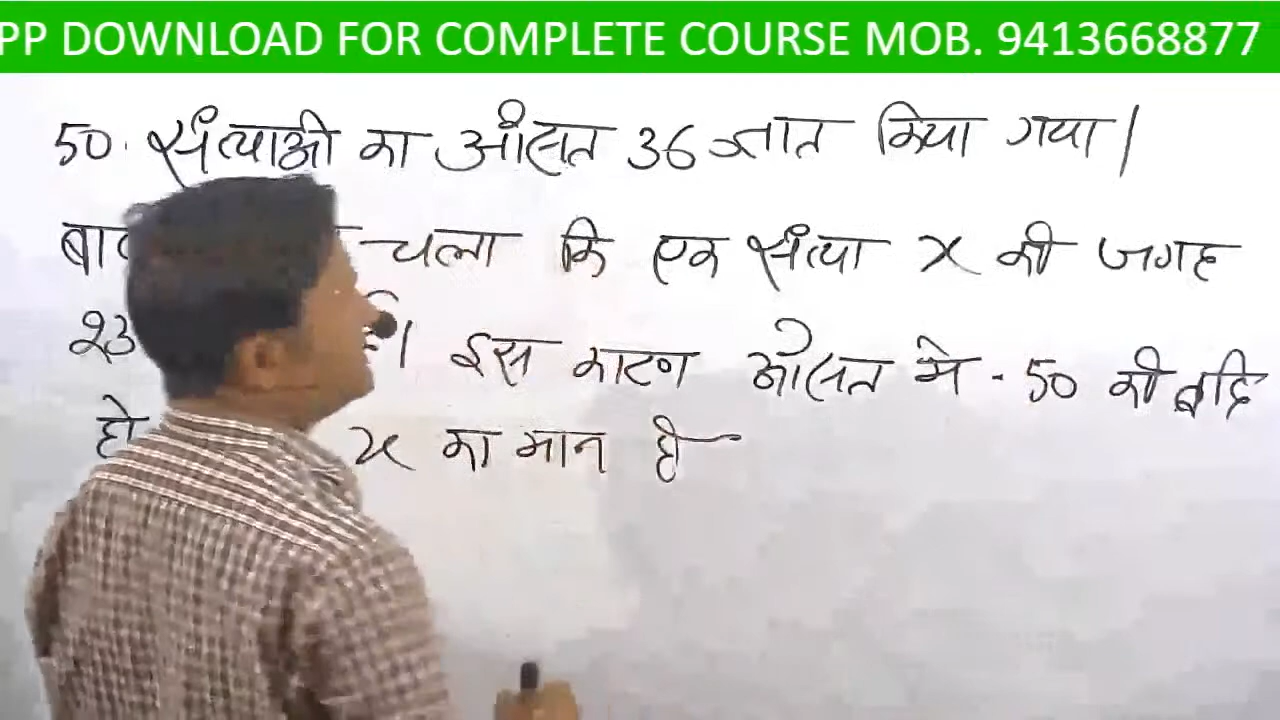 PP DOWNLOAD FOR COMPLETE COURSE MOB. 9413668877
50 संख्याओ का औसत 36 ज्ञात किया गया|
चला कि एक संख्या x की जगह
23 इस कारण औसत मे .50 की वृद्धि
हो x का मान है